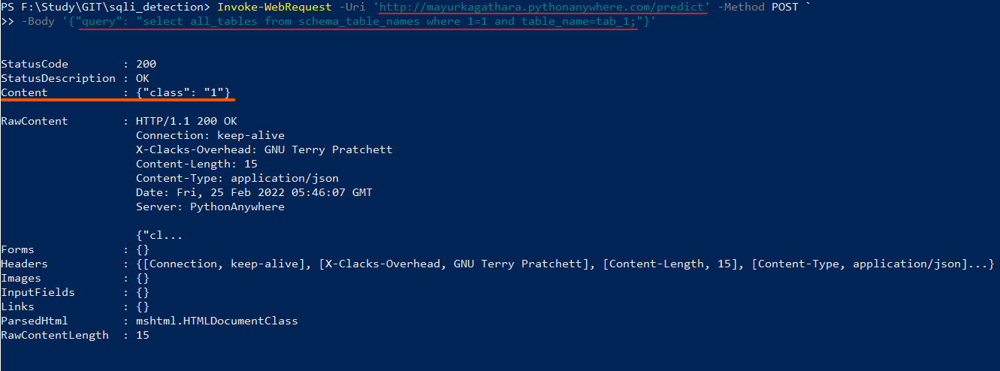 PS F:\Study\GIT\sqli_detection> Invoke-WebRequest -Uri 'http://mayurkagathara.pythonanywhere.com/predict' -Method POST `
>> -Body '{"query": "select all_tables from schema_table_names where 1=1 and table_name=tab_1;"}'
StatusCode : 200
StatusDescription : OK
Content : {"class": "1"}
RawContent : HTTP/1.1 200 OK
Connection: keep-alive
X-Clacks-Overhead: GNU Terry Pratchett
Content-Length: 15
Content-Type: application/json
Date: Fri, 25 Feb 2022 05:46:07 GMT
Server: PythonAnywhere
{"cl...
Forms : {}
Headers : {[Connection, keep-alive], [X-Clacks-Overhead, GNU Terry Pratchett], [Content-Length, 15], [Content-Type, application/json]...}
Images : {}
InputFields : {}
Links : {}
ParsedHtml : mshtml.HTMLDocumentClass
RawContentLength : 15